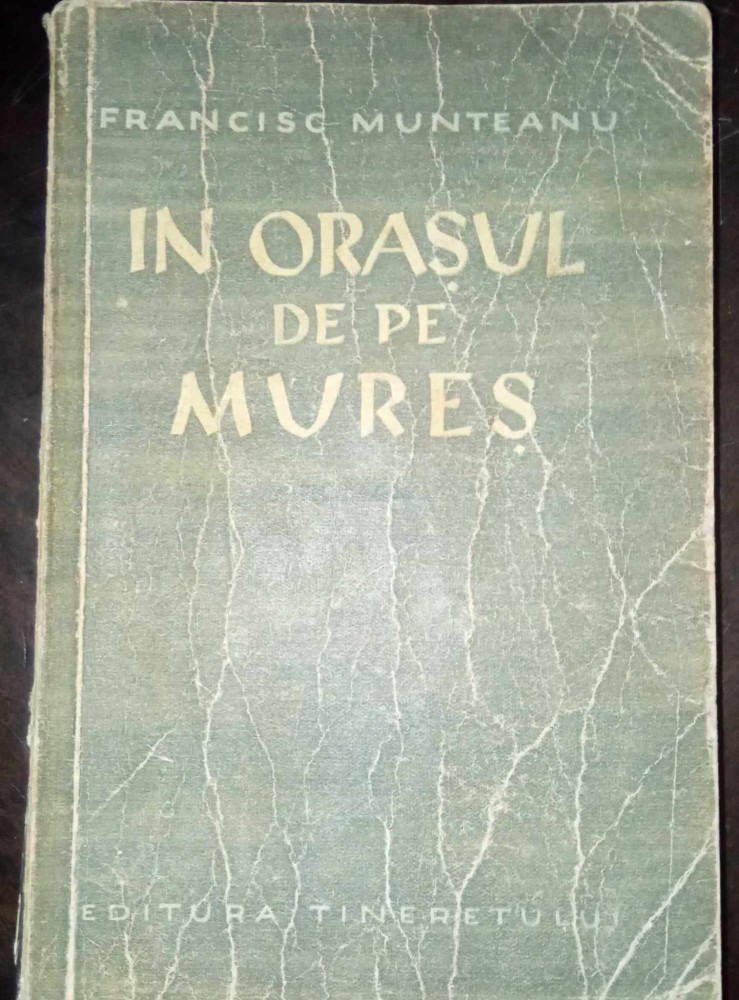 FRANCISC MUNTEANU
IN ORAȘUL
DE PE
MUREȘ
EDITURA TINERETULUI